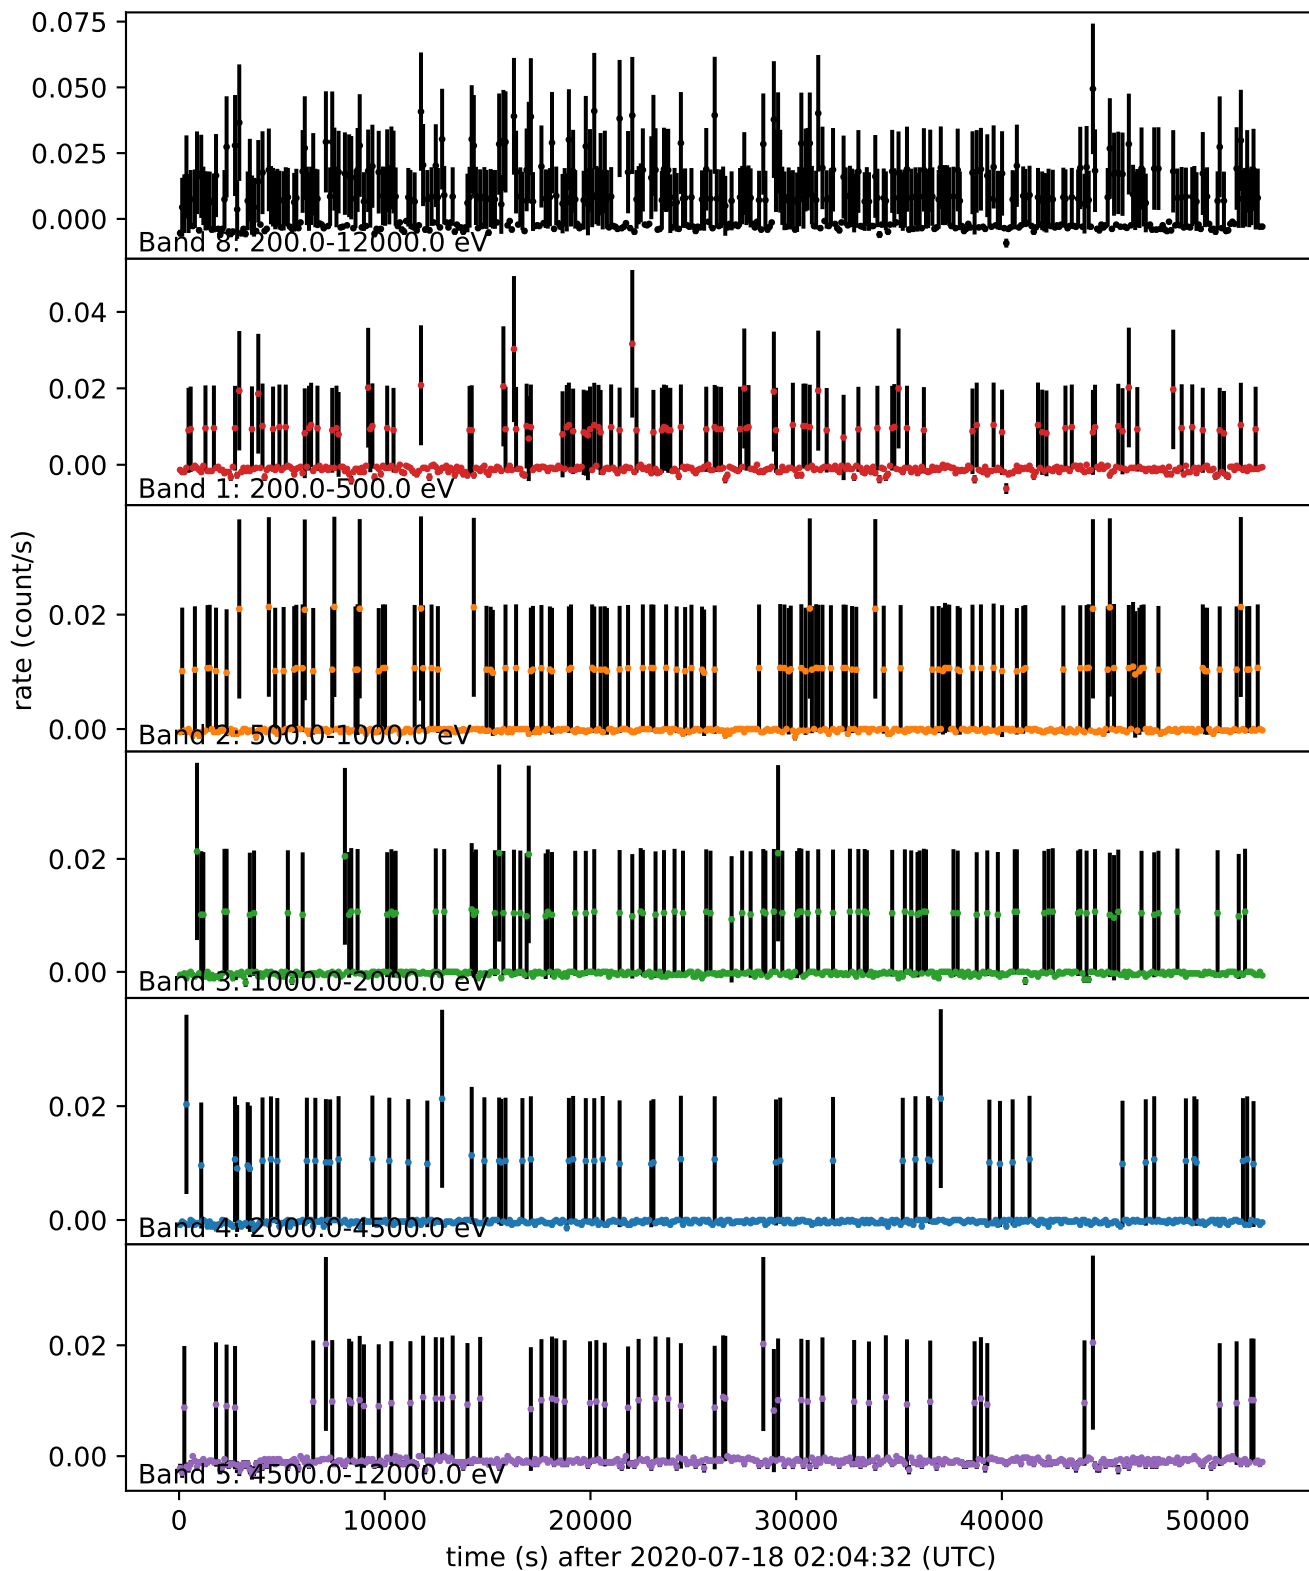 0.075
0.050
0.025
0.000
Band 8: 200.0-12000.0 eV
0.04
0.02
0.00
Band 1: 200.0-500.0 eV
rate (count/s)
0.02
0.00
Band 2: 500.0-1000.0 eV
0.02
0.00
Band 3: 1000.0-2000.0 eV
0.02
0.00
Band 4: 2000.0-4500.0 eV
0.02
0.00
Band 5: 4500.0-12000.0 eV
0 10000 20000 30000 40000 50000
time (s) after 2020-07-18 02:04:32 (UTC)